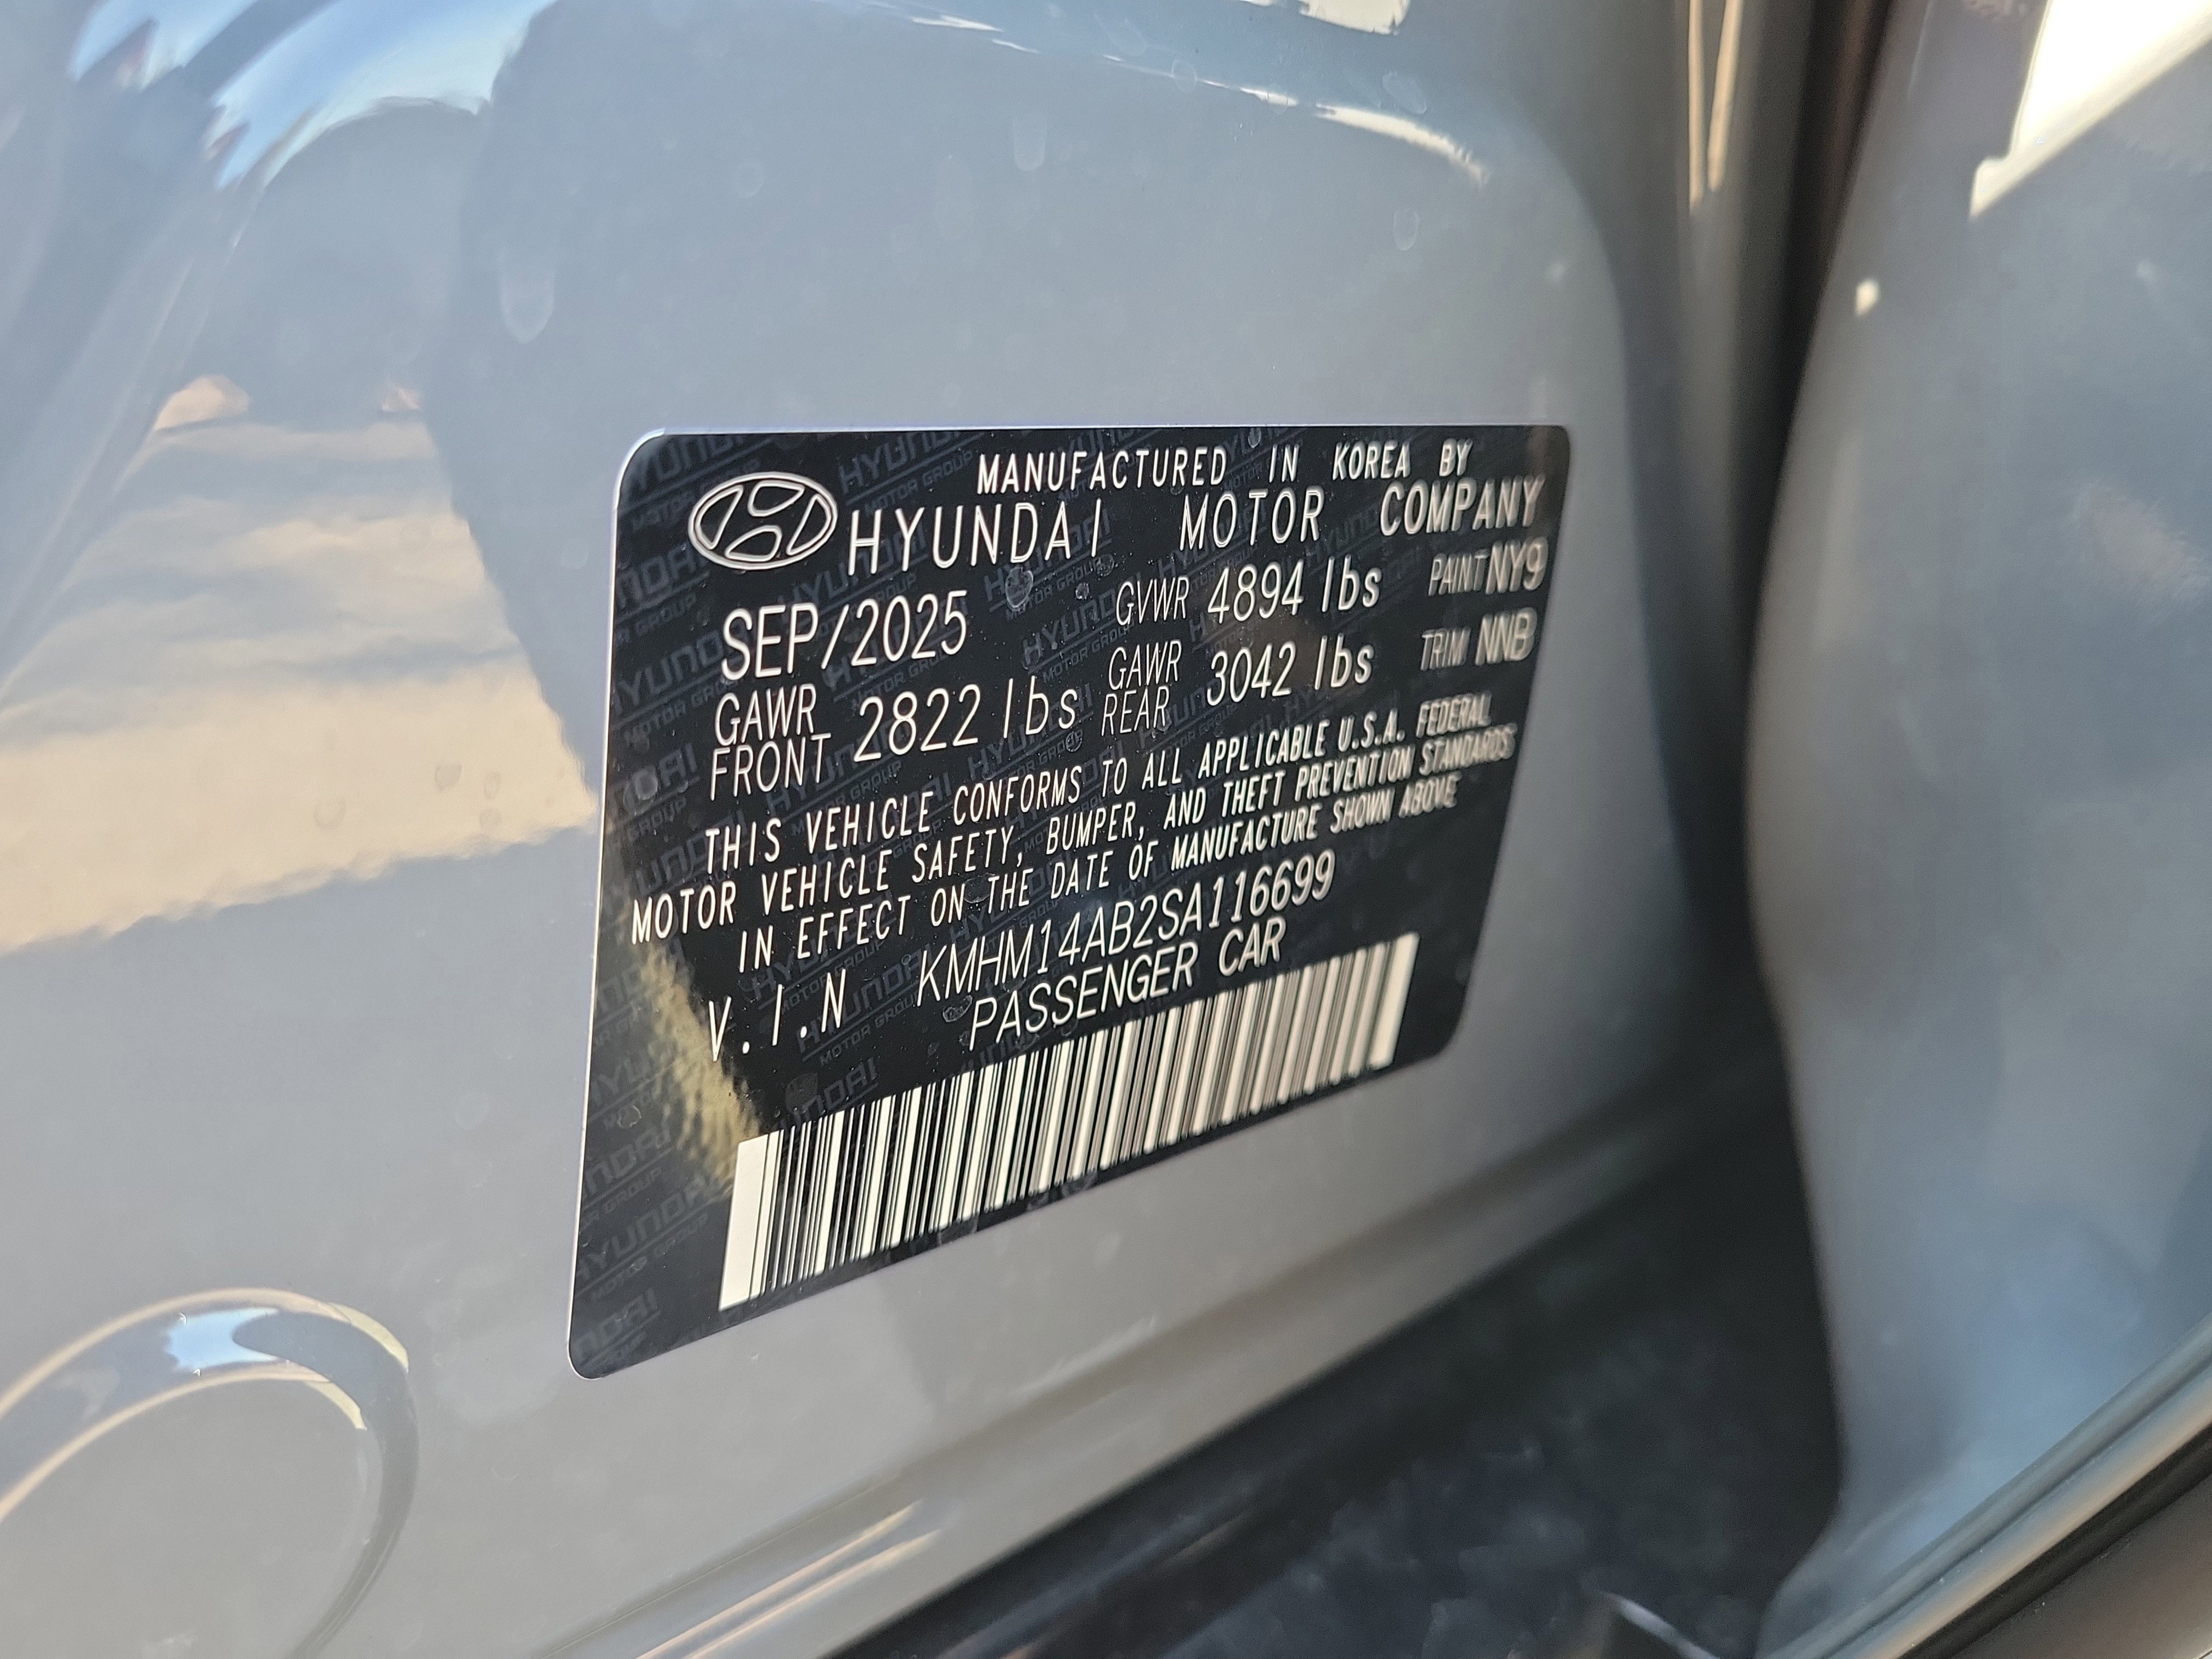 MANUFACTURED IN KOREA BY
HYUNDAI MOTOR COMPANY
SEP/2025 GVWR 4894 lbs PAINT NY9
GAWR FRONT 2822 lbs GAWR REAR 3042 lbs TRIM NNB
THIS VEHICLE CONFORMS TO ALL APPLICABLE U.S.A. FEDERAL
MOTOR VEHICLE SAFETY, BUMPER, AND THEFT PREVENTION STANDARDS
IN EFFECT ON THE DATE OF MANUFACTURE SHOWN ABOVE
V.I.N KMHM14AB2SA116699
PASSENGER CAR